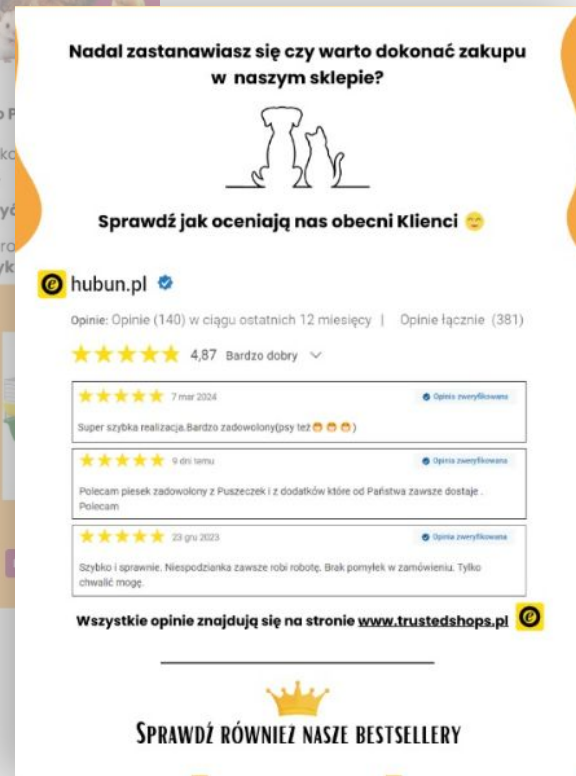 Nadal zastanawiasz się czy warto dokonać zakupu
w naszym sklepie?
Sprawdź jak oceniają nas obecni Klienci
hubun.pl
Opinie: Opinie (140) w ciągu ostatnich 12 miesięcy | Opinie łącznie (381)
4,87 Bardzo dobry
7 mar 2024 Opinia zweryfikowana
Super szybka realizacja.Bardzo zadowolony(psy też😁😁😁)
9 dni temu Opinia zweryfikowana
Polecam piesek zadowolony z Puszeczek i z dodatków które od Państwa zawsze dostaje .
Polecam
23 gru 2023 Opinia zweryfikowana
Szybko i sprawnie. Niespodzianka zawsze robi robotę. Brak pomyłek w zamówieniu. Tylko
chwalić mogę.
Wszystkie opinie znajdują się na stronie www.trustedshops.pl
Sprawdź również nasze bestsellery